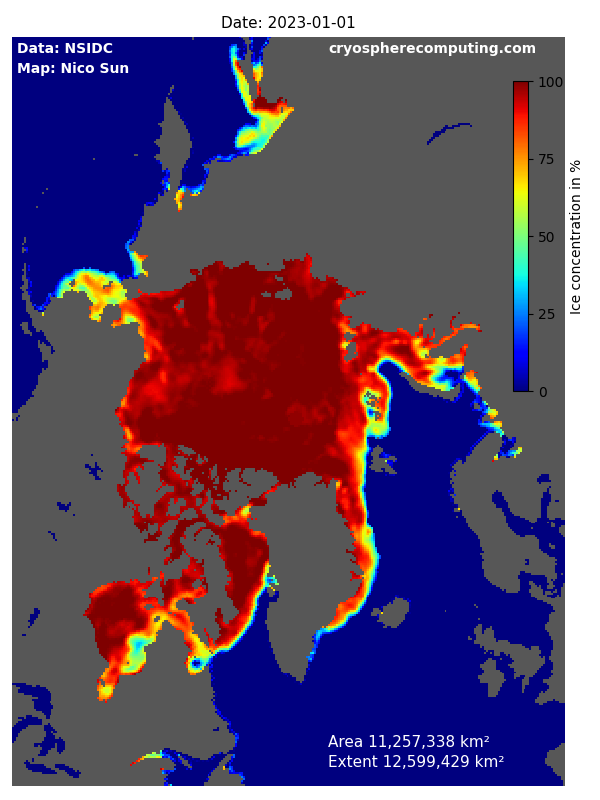 Date: 2023-01-01
Data: NSIDC
cryospherecomputing.com
Map: Nico Sun
100
75
50
25
0
Ice concentration in %
Area 11,257,338 km²
Extent 12,599,429 km²